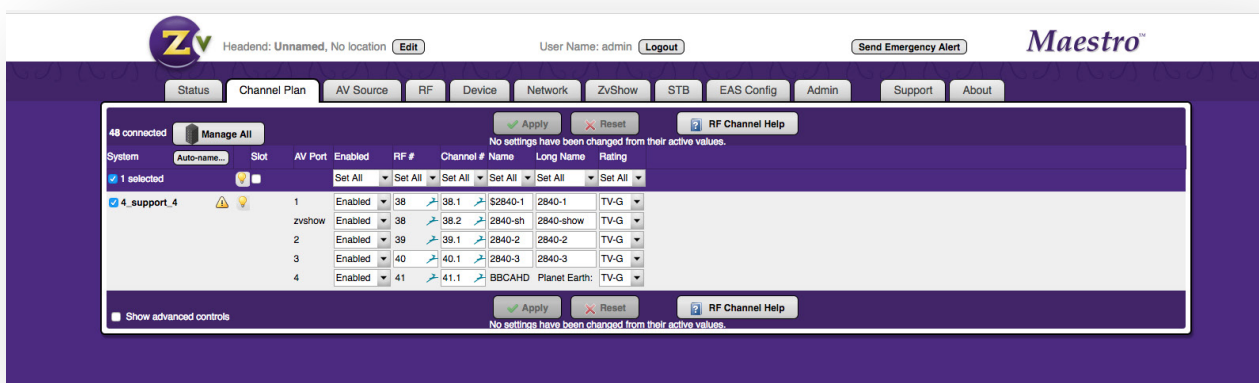 Zv Headend: Unnamed, No location Edit User Name: admin Logout Send Emergency Alert Maestro™
Status Channel Plan AV Source RF Device Network ZvShow STB EAS Config Admin Support About
48 connected Manage All Apply Reset RF Channel Help
No settings have been changed from their active values.
System Auto-name... Slot AV Port Enabled RF # Channel # Name Long Name Rating
1 selected Set All Set All Set All Set All Set All Set All
4_support_4 1 Enabled 38 38.1 $2840-1 2840-1 TV-G
zvshow Enabled 38 38.2 2840-sh 2840-show TV-G
2 Enabled 39 39.1 2840-2 2840-2 TV-G
3 Enabled 40 40.1 2840-3 2840-3 TV-G
4 Enabled 41 41.1 BBCAHD Planet Earth: TV-G
Show advanced controls Apply Reset RF Channel Help
No settings have been changed from their active values.